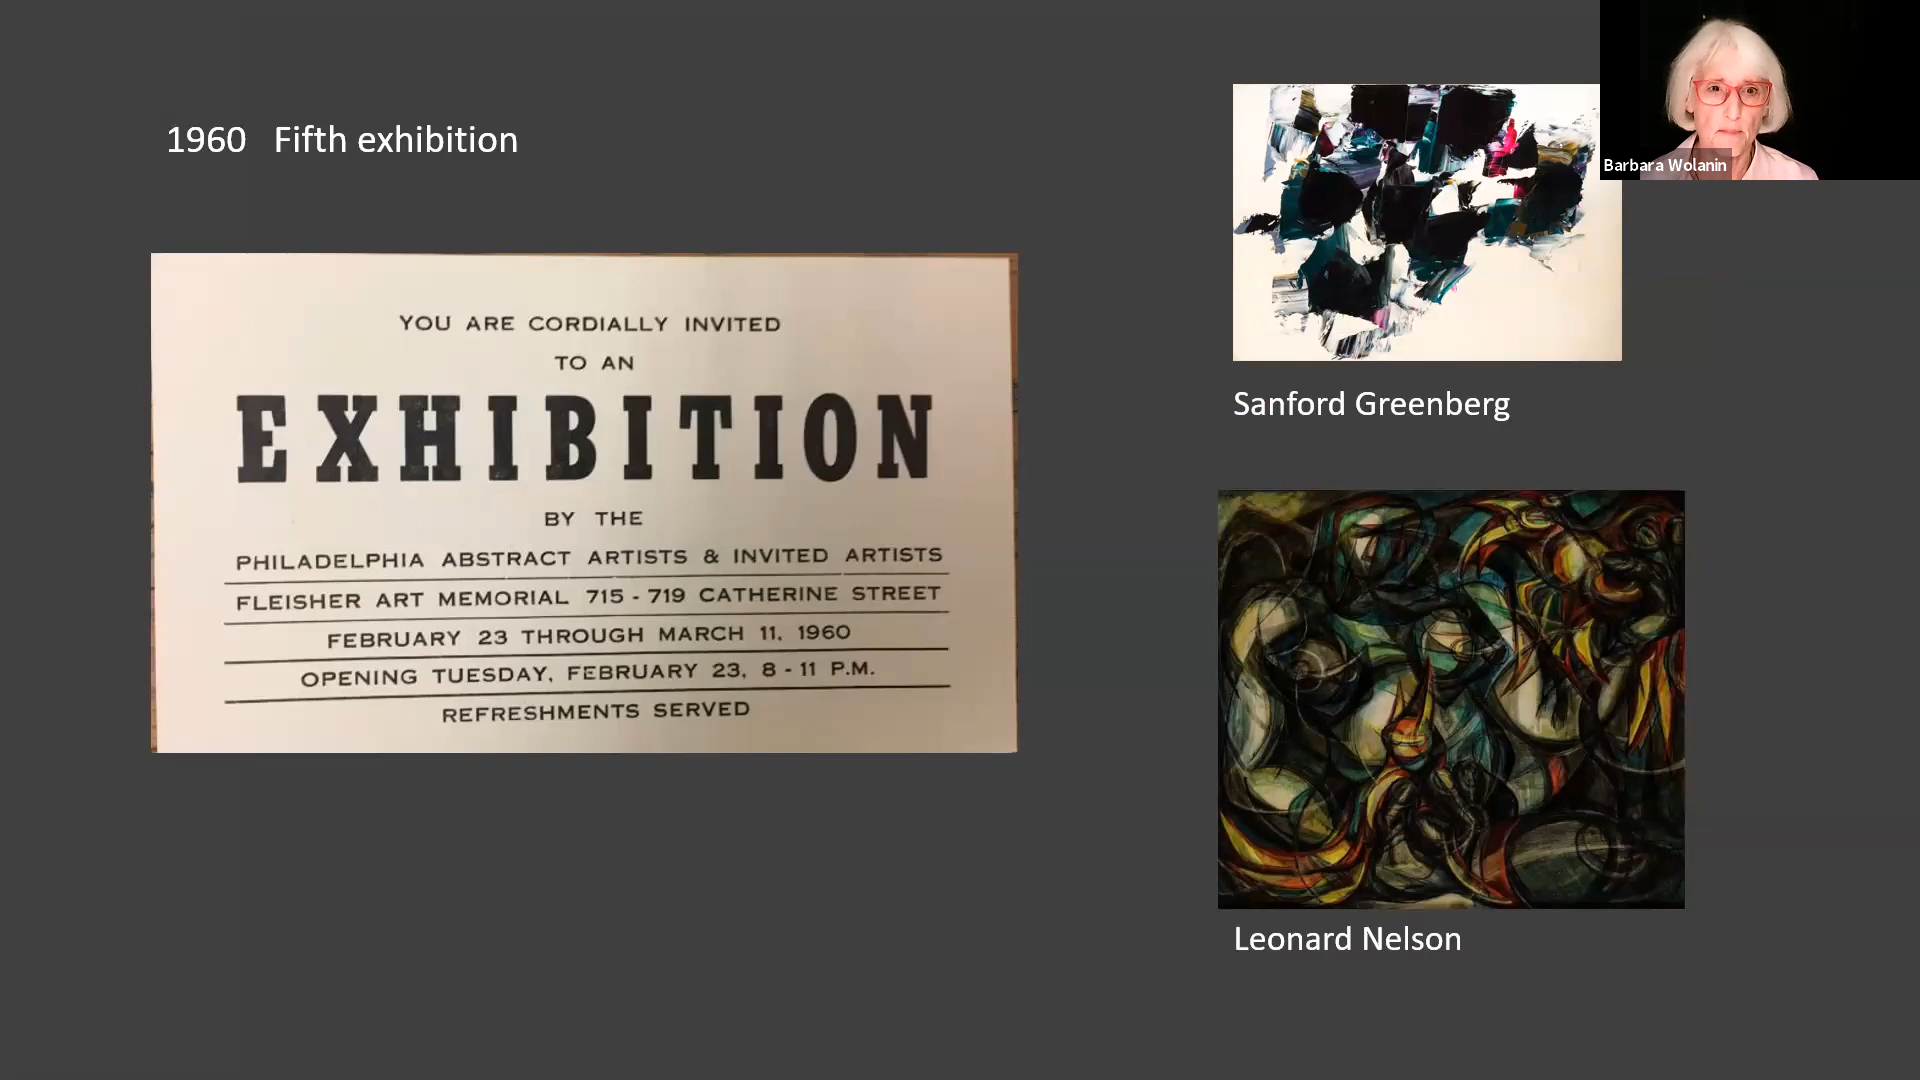 1960 Fifth exhibition
YOU ARE CORDIALLY INVITED
TO AN
EXHIBITION
BY THE
PHILADELPHIA ABSTRACT ARTISTS & INVITED ARTISTS
FLEISHER ART MEMORIAL 715 - 719 CATHERINE STREET
FEBRUARY 23 THROUGH MARCH 11, 1960
OPENING TUESDAY, FEBRUARY 23, 8 - 11 P.M.
REFRESHMENTS SERVED
Barbara Wolanin
Sanford Greenberg
Leonard Nelson